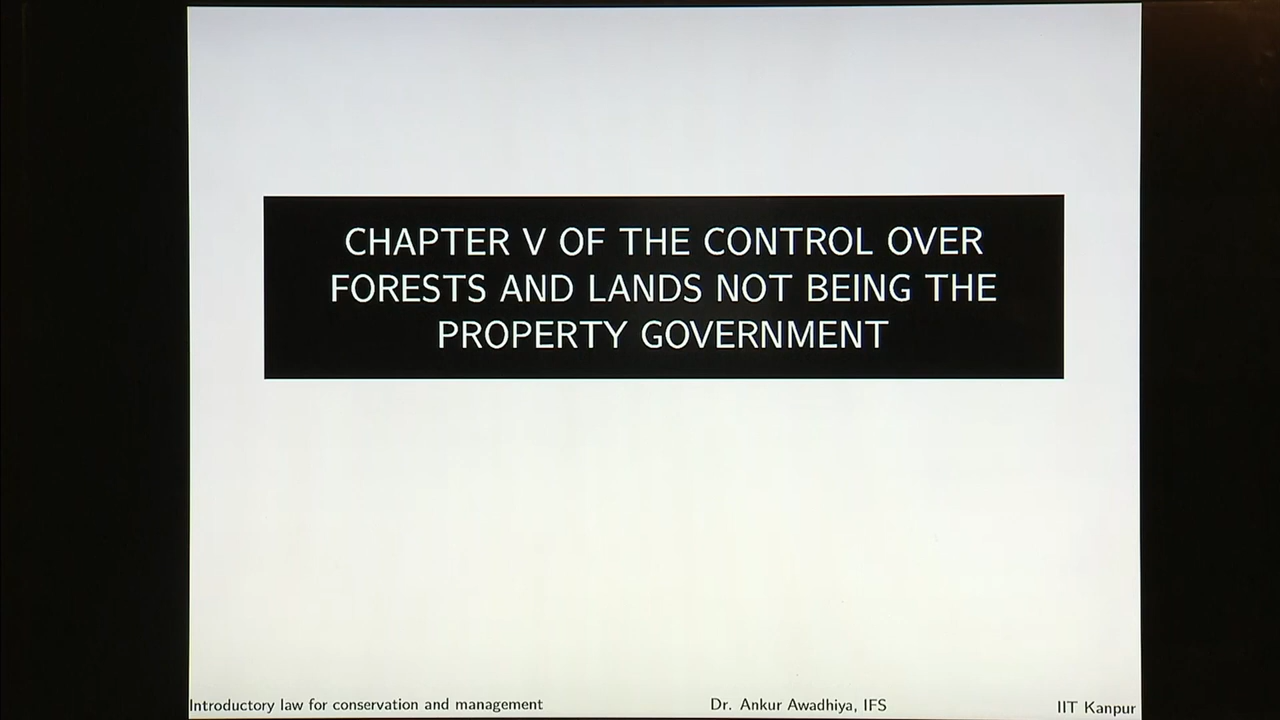 CHAPTER V OF THE CONTROL OVER
FORESTS AND LANDS NOT BEING THE
PROPERTY GOVERNMENT
Introductory law for conservation and management Dr. Ankur Awadhiya, IFS IIT Kanpur